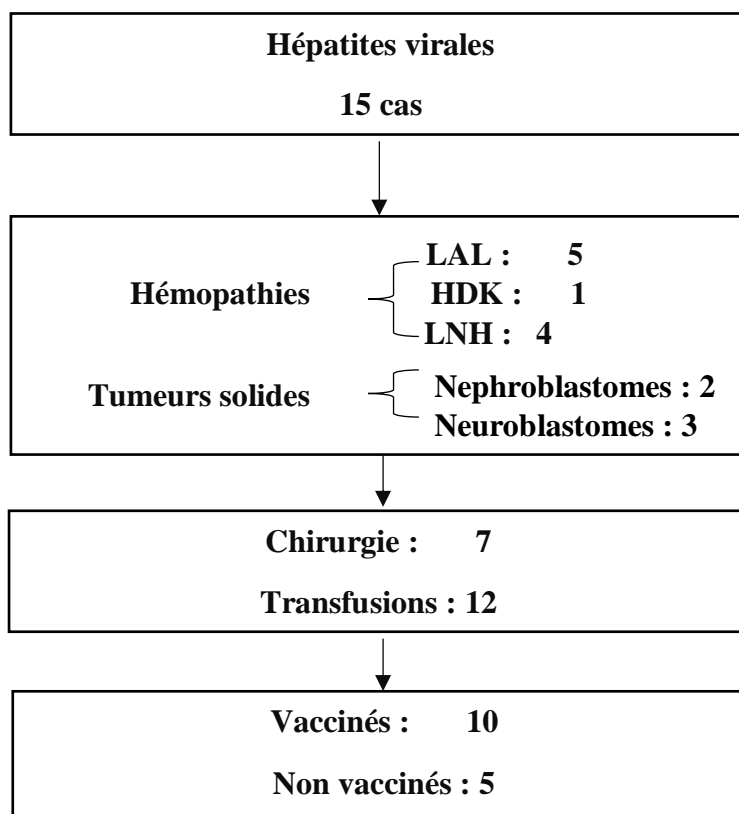 Hépatites virales
15 cas
LAL : 5
Hémopathies
HDK : 1
LNH : 4
Tumeurs solides
Nephroblastomes : 2
Neuroblastomes : 3
Chirurgie : 7
Transfusions : 12
Vaccinés : 10
Non vaccinés : 5